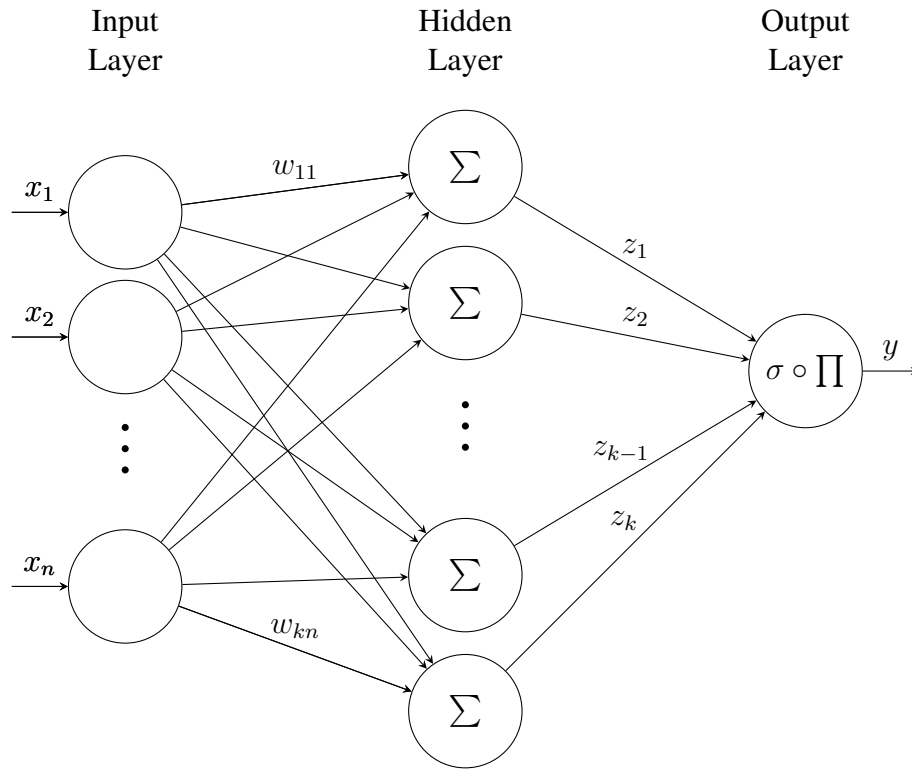 Input
Layer
Hidden
Layer
Output
Layer
x₁
x₂
⋮
xₙ
w₁₁
wₖₙ
∑
∑
⋮
∑
∑
z₁
z₂
zₖ₋₁
zₖ
σ ∘ ∏
y